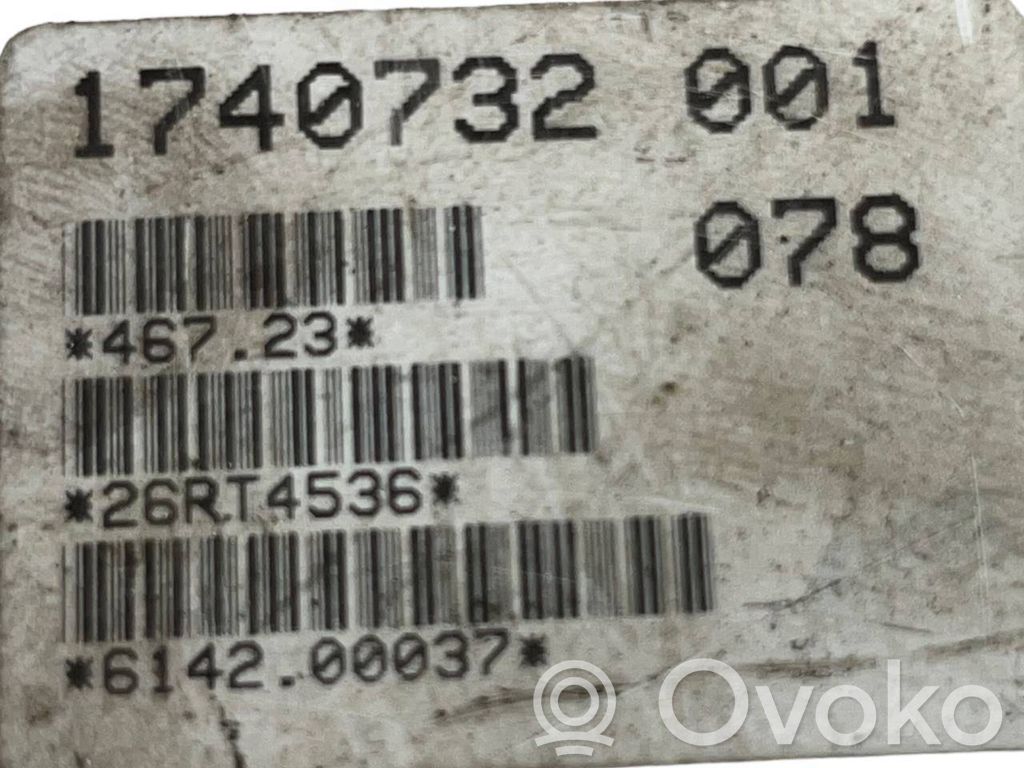 1740732 001
078
*467.23*
*26RT4536*
*6142.00037*
Ovoko